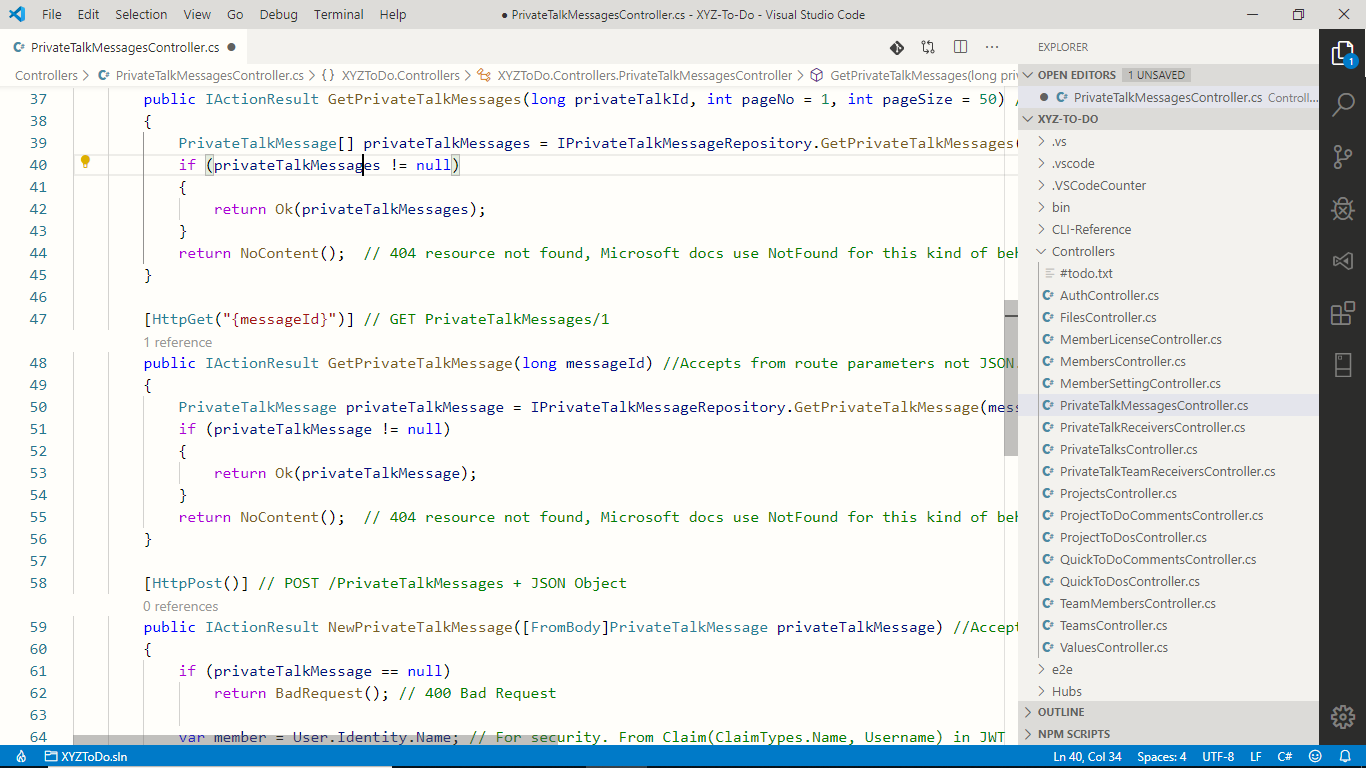 File Edit Selection View Go Debug Terminal Help
● PrivateTalkMessagesController.cs - XYZ-To-Do - Visual Studio Code
PrivateTalkMessagesController.cs ●
Controllers > PrivateTalkMessagesController.cs > {} XYZToDo.Controllers > XYZToDo.Controllers.PrivateTalkMessagesController > GetPrivateTalkMessages(long priv
37 public IActionResult GetPrivateTalkMessages(long privateTalkId, int pageNo = 1, int pageSize = 50) /
38 {
39 PrivateTalkMessage[] privateTalkMessages = IPrivateTalkMessageRepository.GetPrivateTalkMessages(
40 if (privateTalkMessages != null)
41 {
42 return Ok(privateTalkMessages);
43 }
44 return NoContent(); // 404 resource not found, Microsoft docs use NotFound for this kind of beh
45 }
46
47 [HttpGet("{messageId}")] // GET PrivateTalkMessages/1
1 reference
48 public IActionResult GetPrivateTalkMessage(long messageId) //Accepts from route parameters not JSON.
49 {
50 PrivateTalkMessage privateTalkMessage = IPrivateTalkMessageRepository.GetPrivateTalkMessage(mess
51 if (privateTalkMessage != null)
52 {
53 return Ok(privateTalkMessage);
54 }
55 return NoContent(); // 404 resource not found, Microsoft docs use NotFound for this kind of beh
56 }
57
58 [HttpPost()] // POST /PrivateTalkMessages + JSON Object
0 references
59 public IActionResult NewPrivateTalkMessage([FromBody]PrivateTalkMessage privateTalkMessage) //Accept
60 {
61 if (privateTalkMessage == null)
62 return BadRequest(); // 400 Bad Request
63
64 var member = User.Identity.Name; // For security. From Claim(ClaimTypes.Name, Username) in JWT
EXPLORER
OPEN EDITORS 1 UNSAVED
● PrivateTalkMessagesController.cs Controll...
XYZ-TO-DO
.vs
.vscode
.VSCodeCounter
bin
CLI-Reference
Controllers
#todo.txt
AuthController.cs
FilesController.cs
MemberLicenseController.cs
MembersController.cs
MemberSettingController.cs
PrivateTalkMessagesController.cs
PrivateTalkReceiversController.cs
PrivateTalksController.cs
PrivateTalkTeamReceiversController.cs
ProjectsController.cs
ProjectToDoCommentsController.cs
ProjectToDosController.cs
QuickToDoCommentsController.cs
QuickToDosController.cs
TeamMembersController.cs
TeamsController.cs
ValuesController.cs
e2e
Hubs
OUTLINE
NPM SCRIPTS
1
XYZToDo.sln
Ln 40, Col 34 Spaces: 4 UTF-8 LF C#